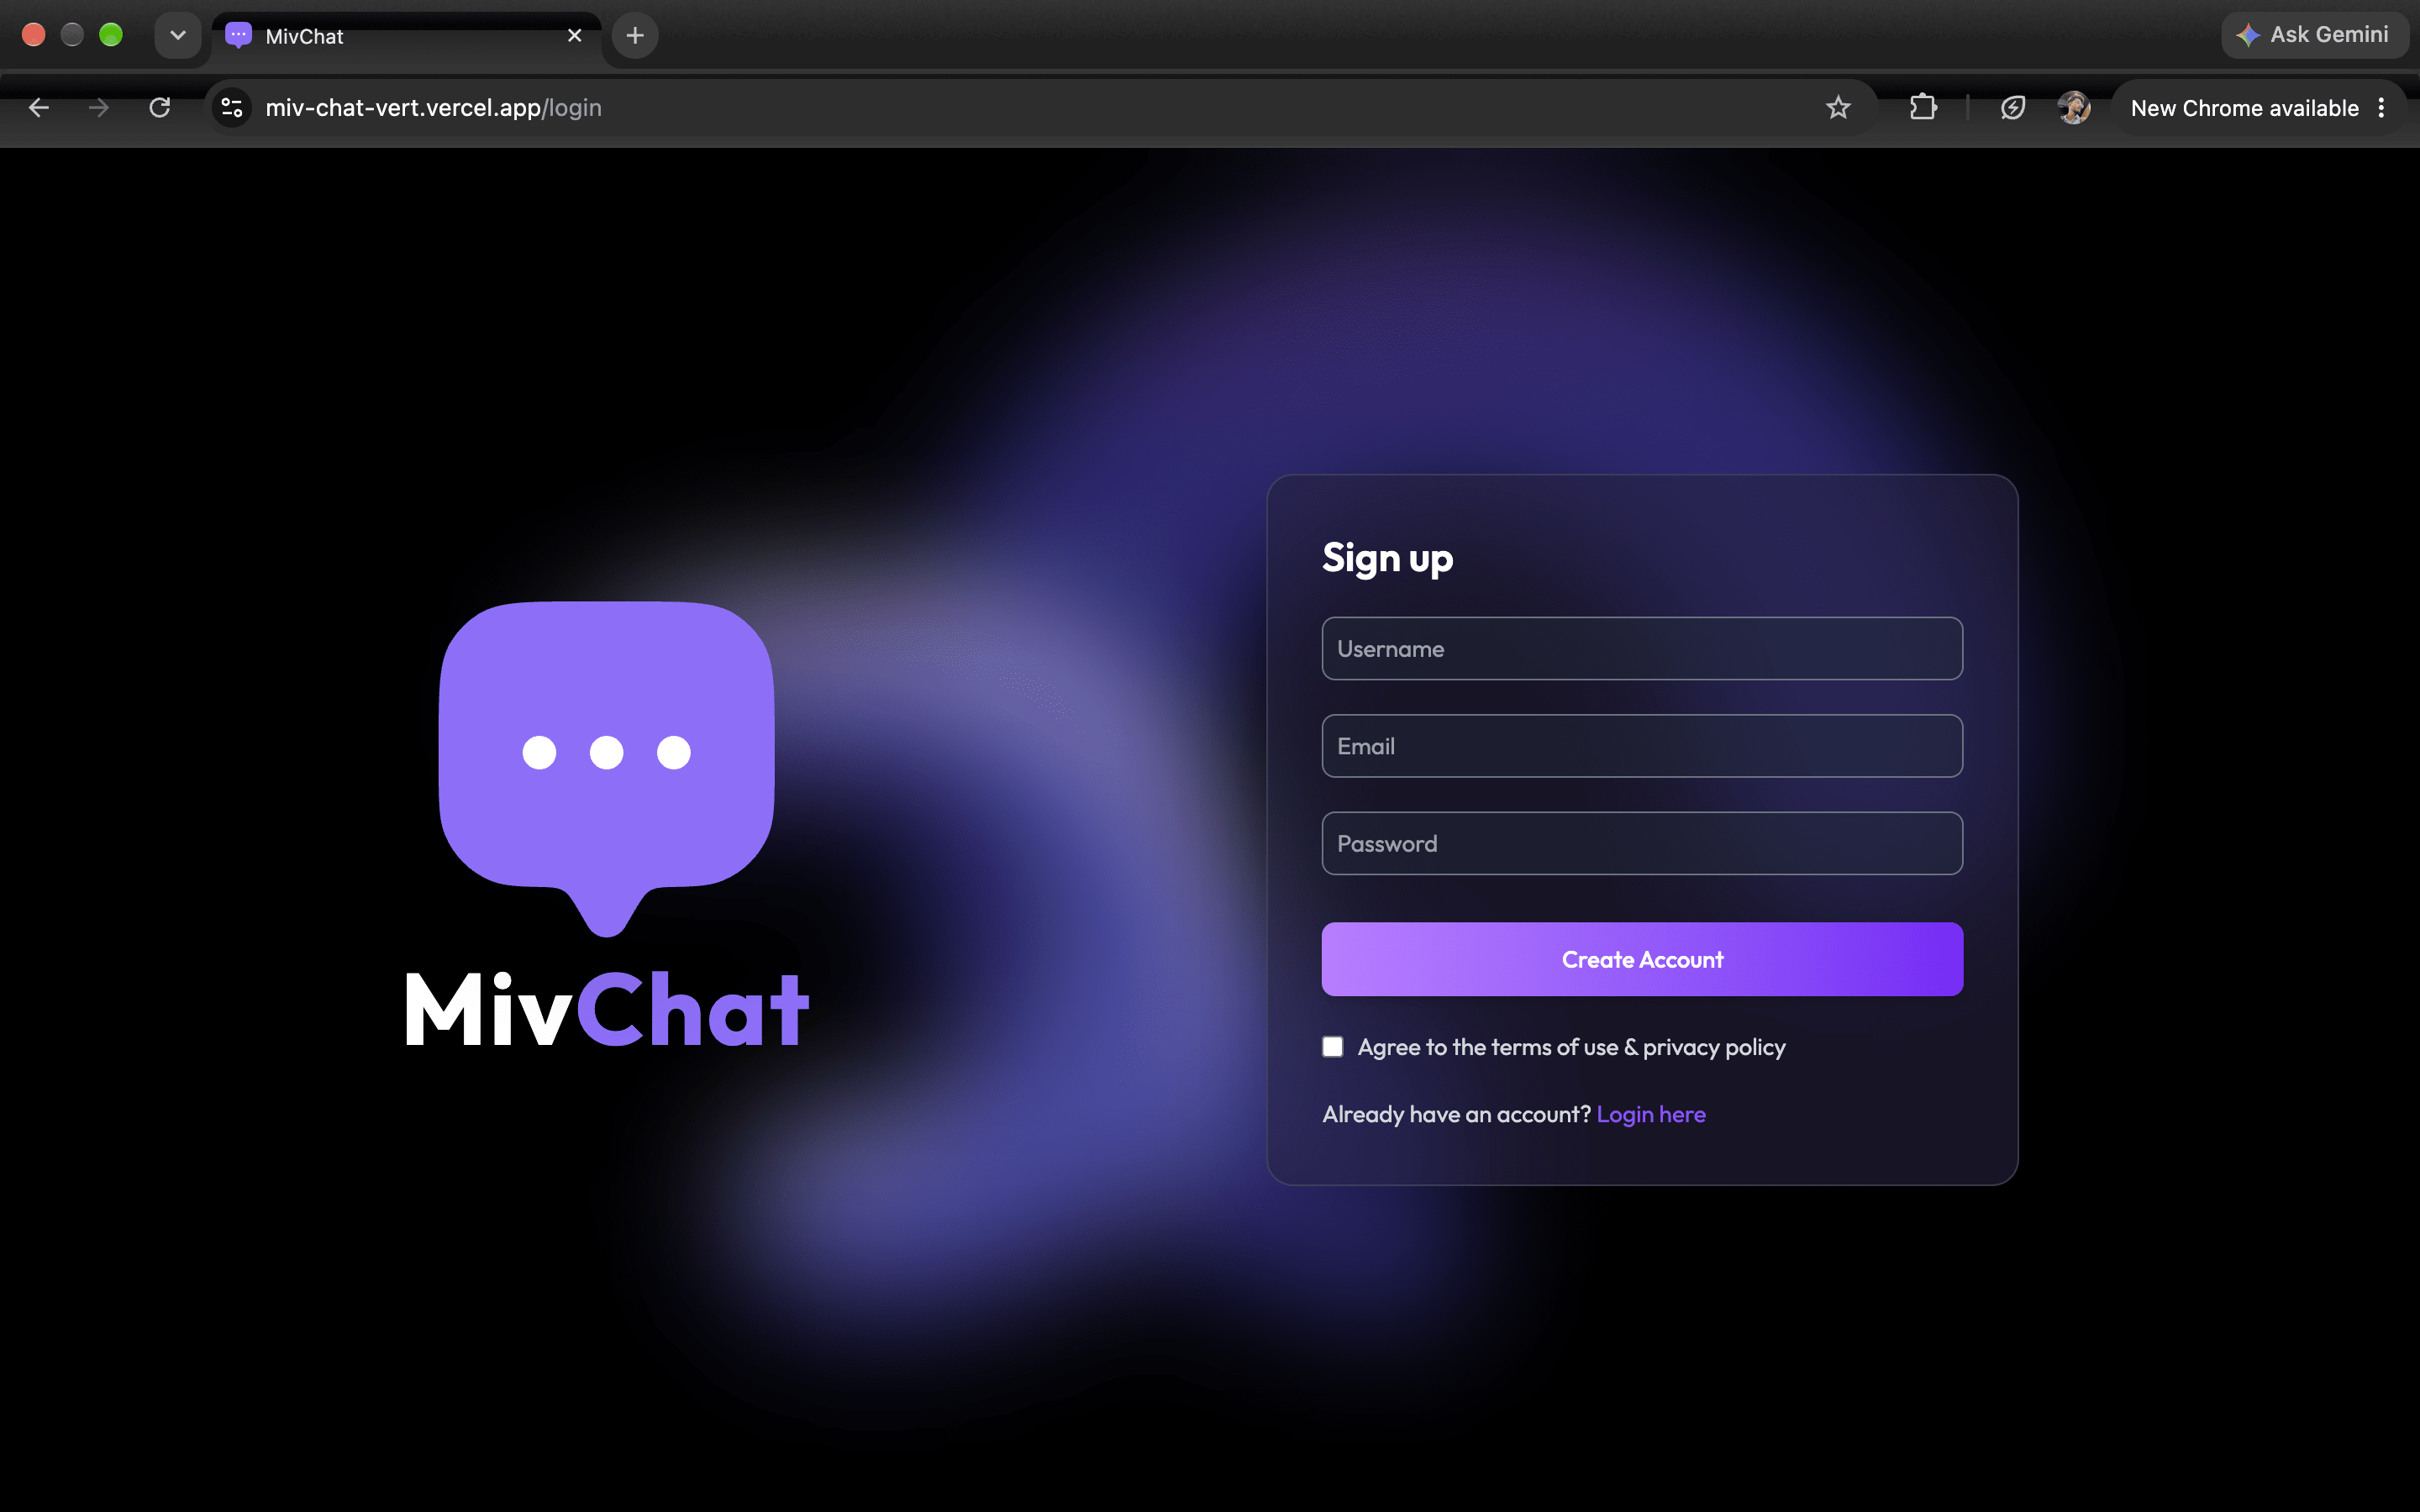 MivChat
Ask Gemini
miv-chat-vert.vercel.app/login
New Chrome available
MivChat
Sign up
Username
Email
Password
Create Account
Agree to the terms of use & privacy policy
Already have an account? Login here